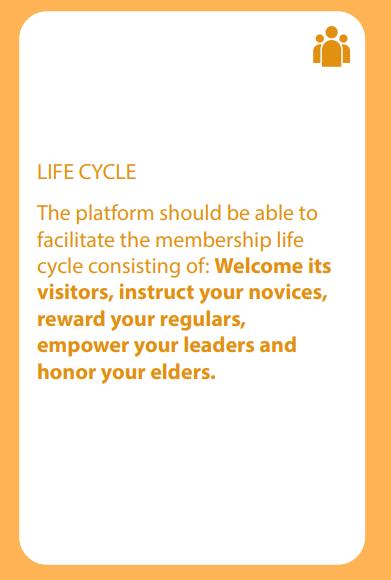 LIFE CYCLE
The platform should be able to
facilitate the membership life
cycle consisting of: Welcome its
visitors, instruct your novices,
reward your regulars,
empower your leaders and
honor your elders.